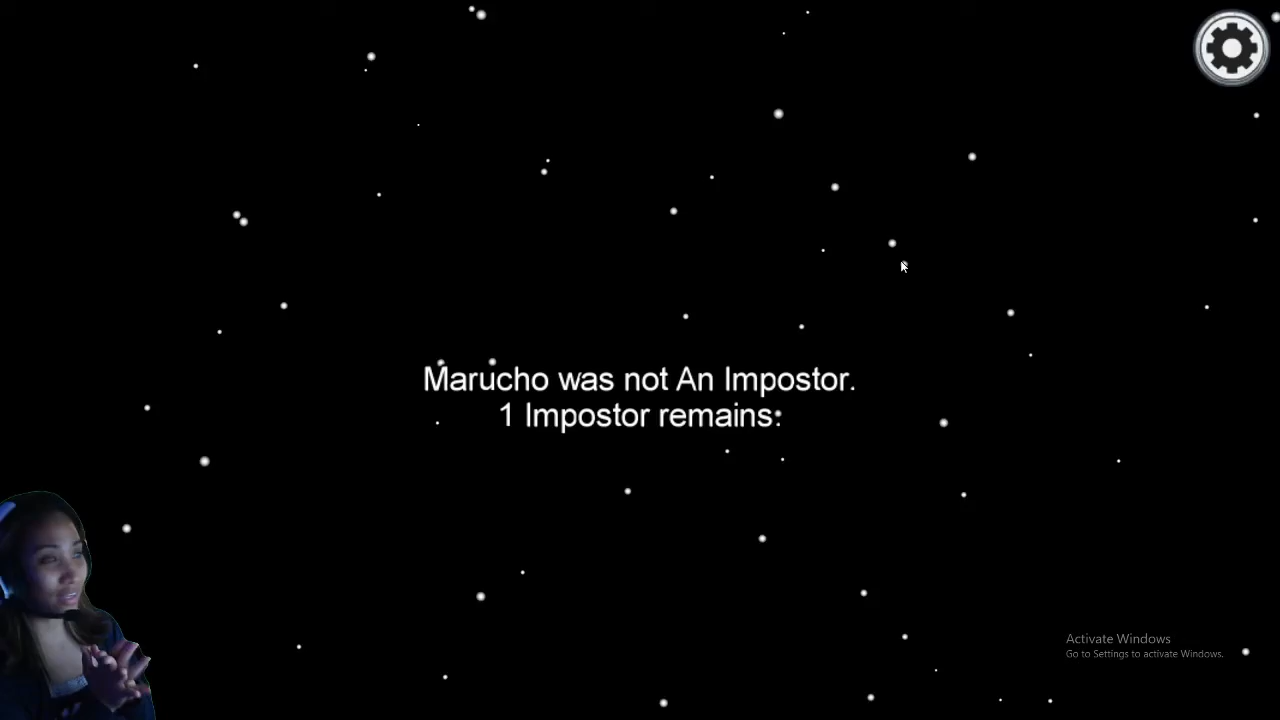 Marucho was not An Impostor.
1 Impostor remains.
Activate Windows
Go to Settings to activate Windows.